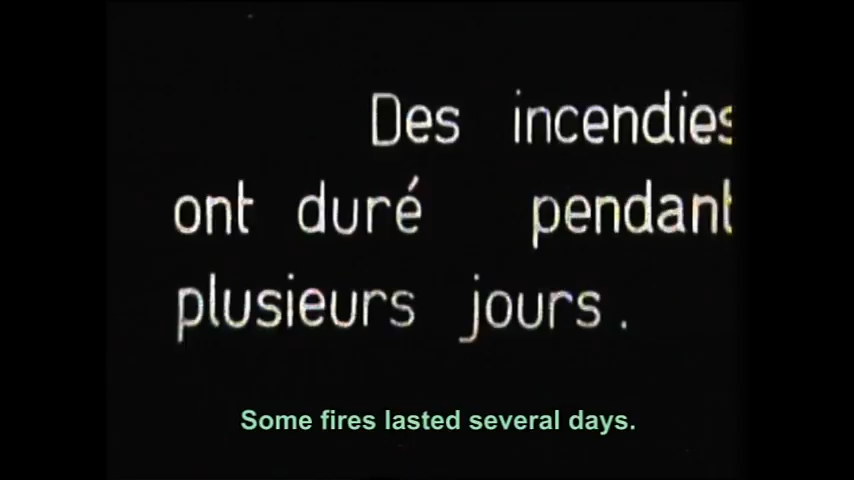 Des incendies
ont duré pendant
plusieurs jours.
Some fires lasted several days.